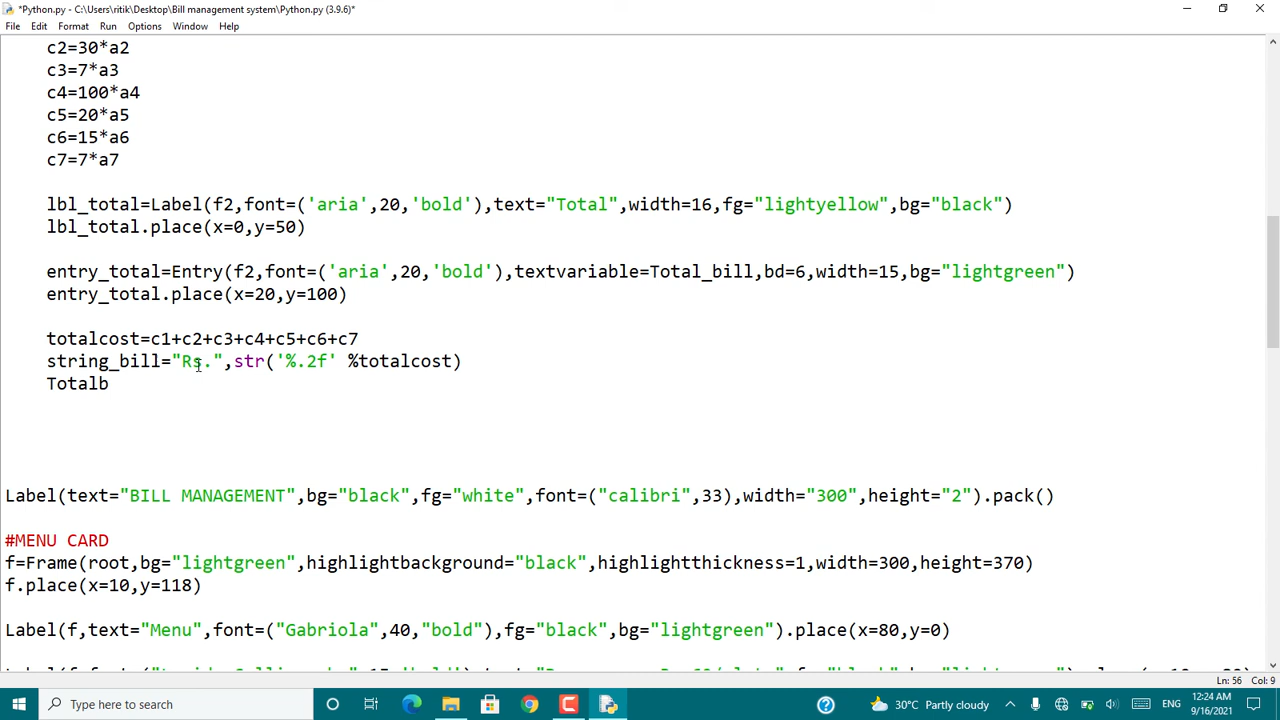 *Python.py - C:\Users\ritik\Desktop\Bill management system\Python.py (3.9.6)*
File Edit Format Run Options Window Help
c2=30*a2
c3=7*a3
c4=100*a4
c5=20*a5
c6=15*a6
c7=7*a7
lbl_total=Label(f2,font=('aria',20,'bold'),text="Total",width=16,fg="lightyellow",bg="black")
lbl_total.place(x=0,y=50)
entry_total=Entry(f2,font=('aria',20,'bold'),textvariable=Total_bill,bd=6,width=15,bg="lightgreen")
entry_total.place(x=20,y=100)
totalcost=c1+c2+c3+c4+c5+c6+c7
string_bill="Rs.",str('%.2f' %totalcost)
Totalb
Label(text="BILL MANAGEMENT",bg="black",fg="white",font=("calibri",33),width="300",height="2").pack()
#MENU CARD
f=Frame(root,bg="lightgreen",highlightbackground="black",highlightthickness=1,width=300,height=370)
f.place(x=10,y=118)
Label(f,text="Menu",font=("Gabriola",40,"bold"),fg="black",bg="lightgreen").place(x=80,y=0)
Ln: 56 Col: 9
Type here to search
30°C Partly cloudy
ENG
12:24 AM
9/16/2021